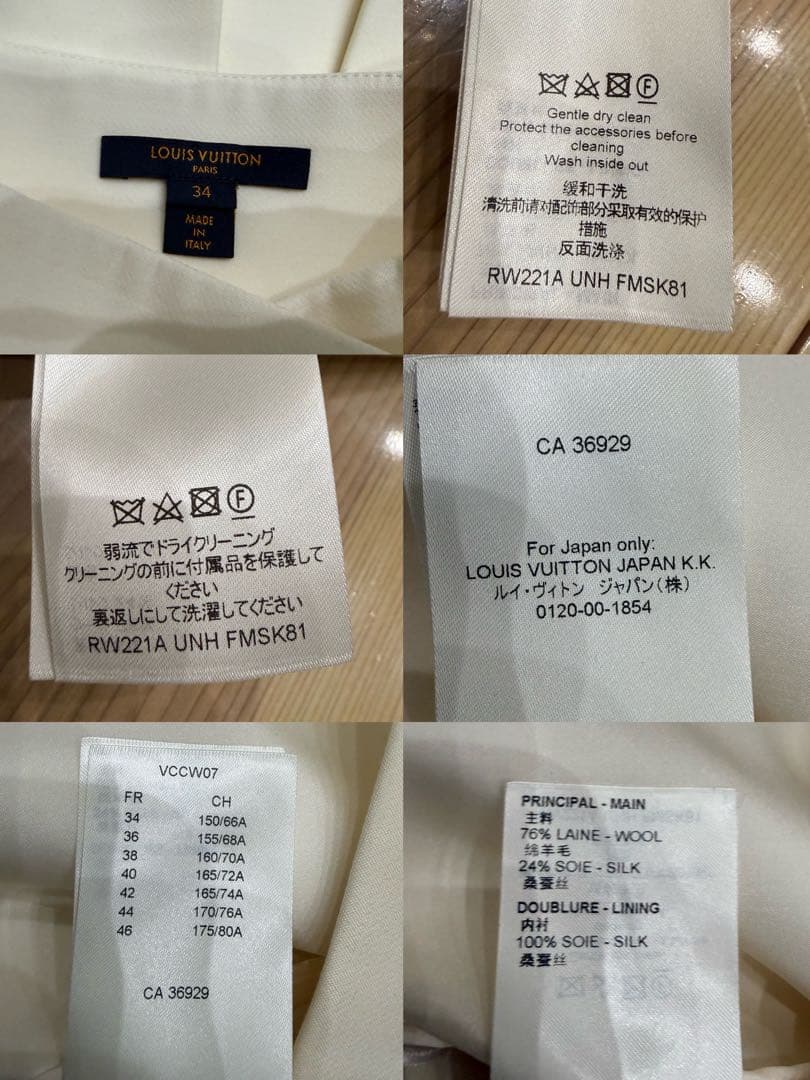 LOUIS VUITTON
PARIS
34
MADE
IN
ITALY
F
Gentle dry clean
Protect the accessories before
cleaning
Wash inside out
缓和干洗
清洗前请对配饰部分采取有效的保护
措施
反面洗涤
RW221A UNH FMSK81
F
弱流でドライクリーニング
クリーニングの前に付属品を保護して
ください
裏返しにして洗濯してください
RW221A UNH FMSK81
CA 36929
For Japan only:
LOUIS VUITTON JAPAN K.K.
ルイ・ヴィトン ジャパン(株)
0120-00-1854
VCCW07
FR CH
34 150/66A
36 155/68A
38 160/70A
40 165/72A
42 165/74A
44 170/76A
46 175/80A
CA 36929
PRINCIPAL - MAIN
主料
76% LAINE - WOOL
绵羊毛
24% SOIE - SILK
桑蚕丝
DOUBLURE - LINING
内衬
100% SOIE - SILK
桑蚕丝